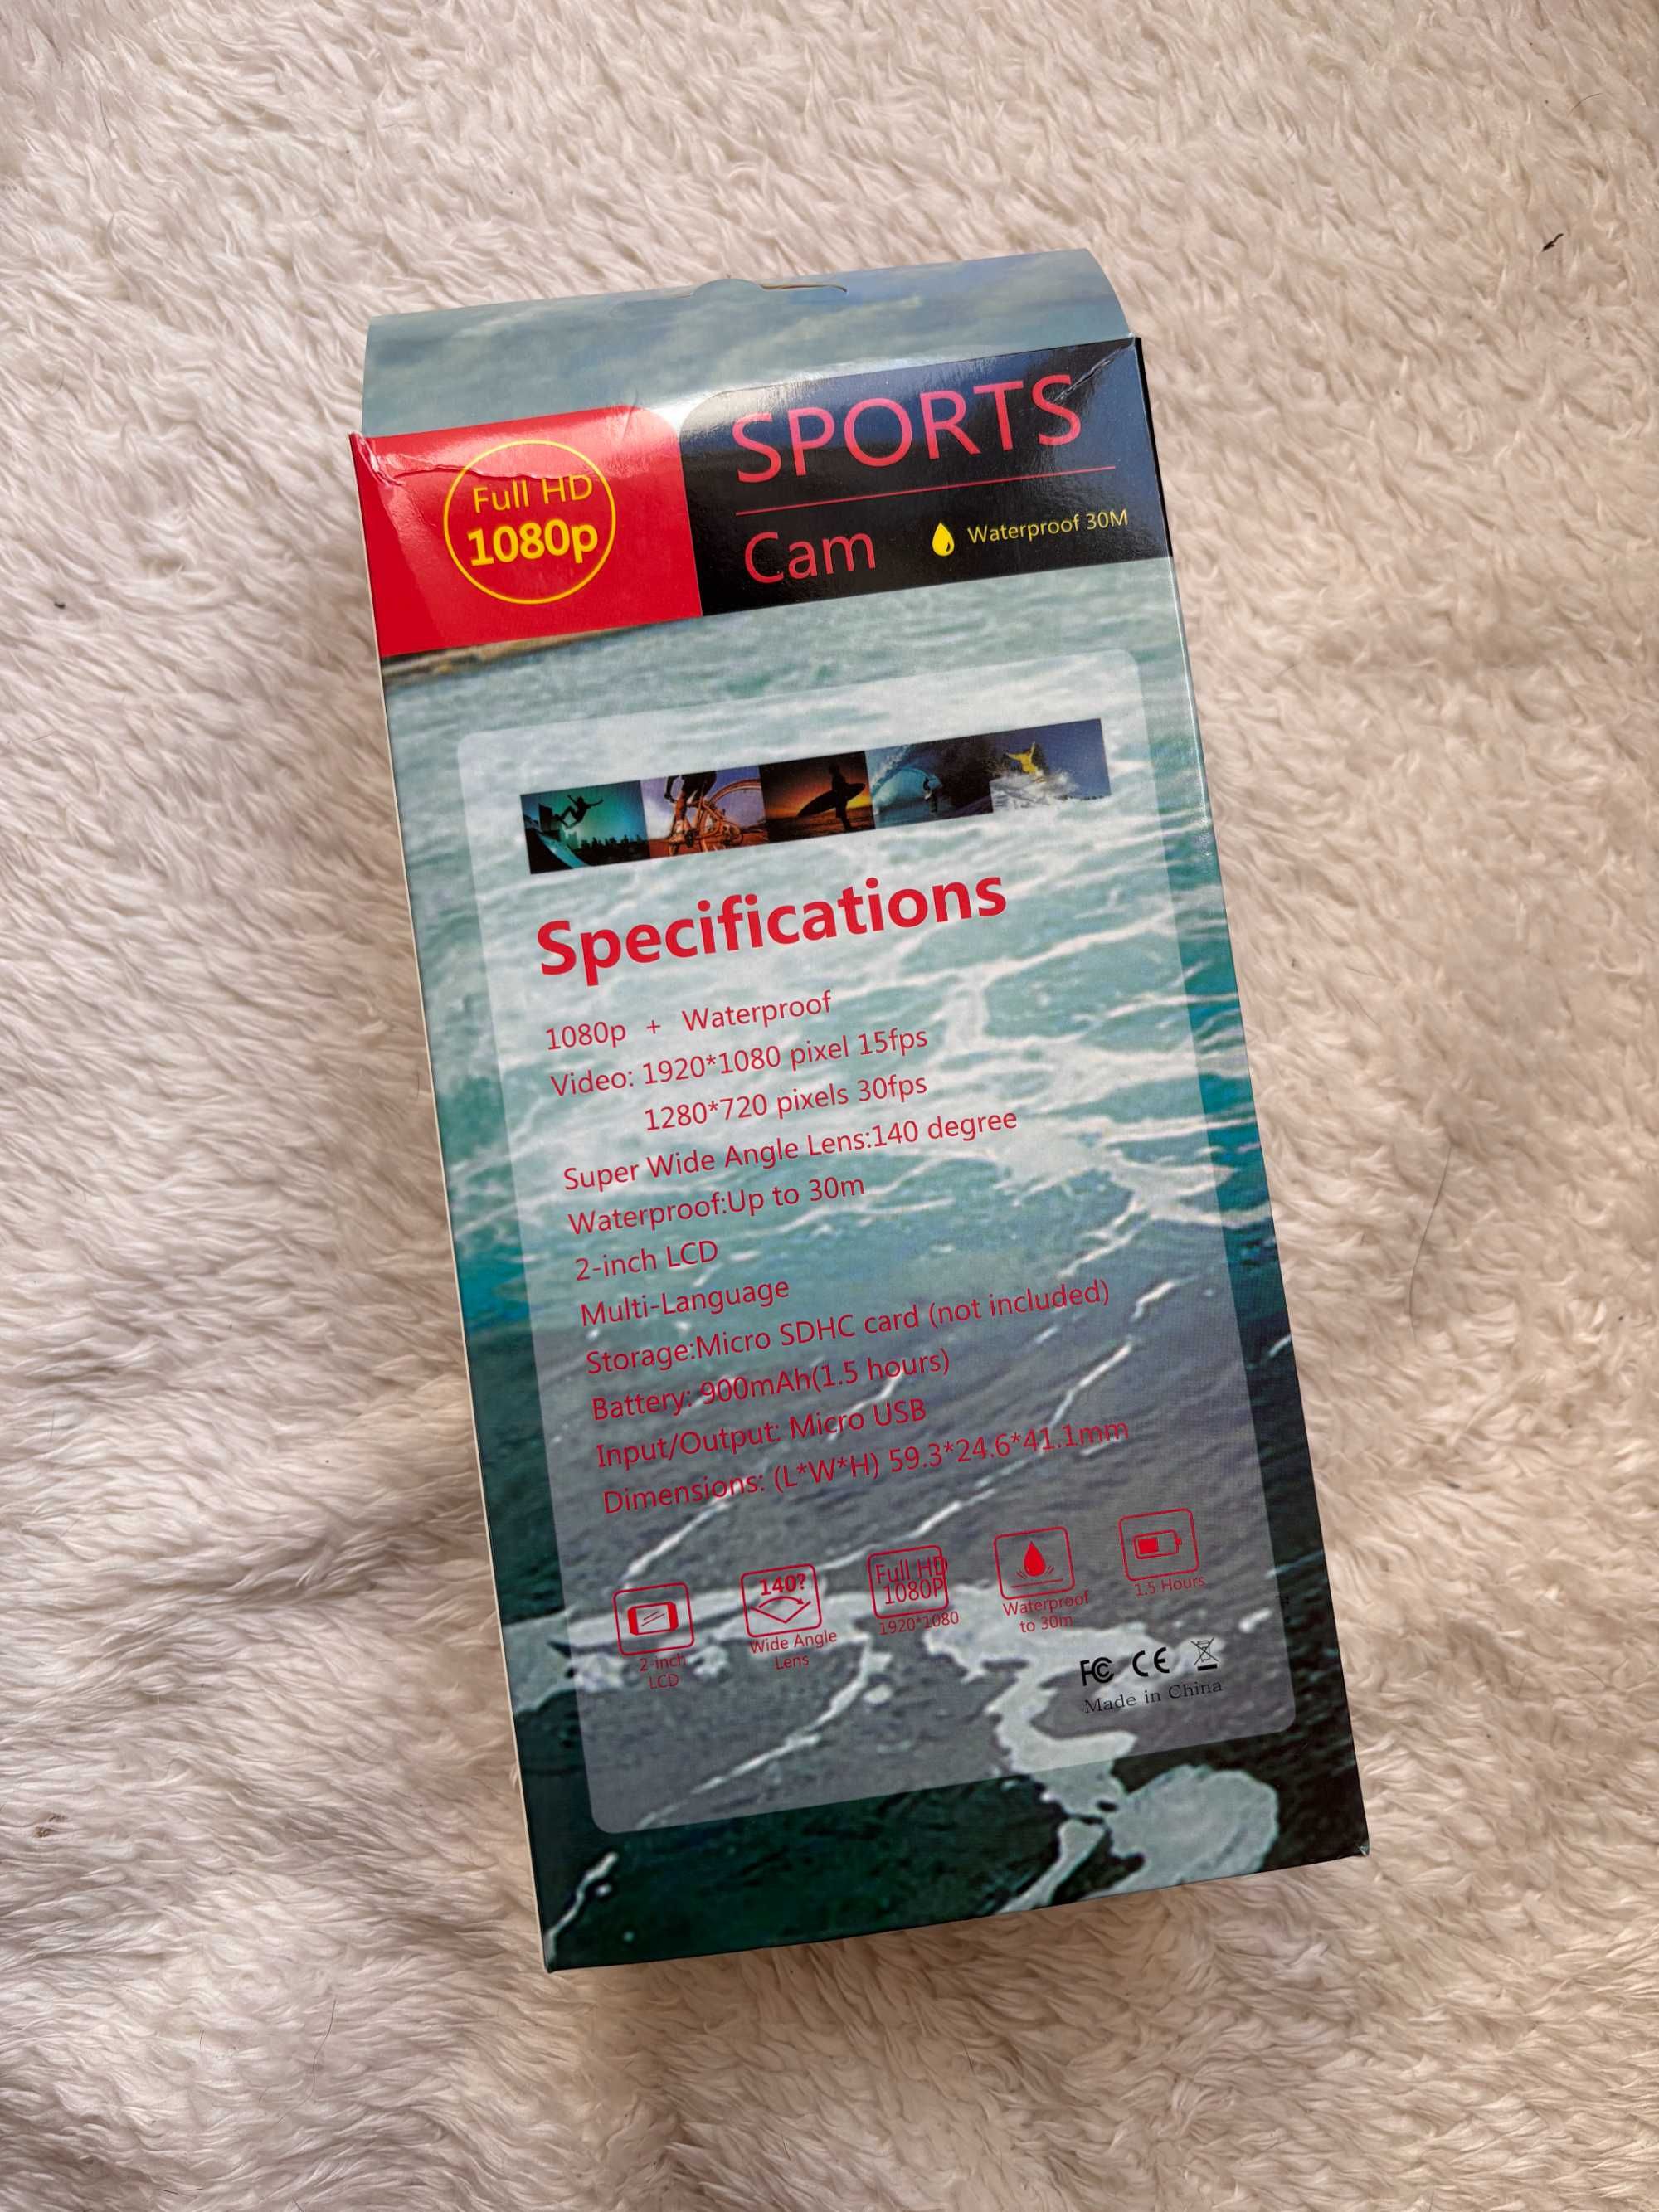 Full HD
1080p
SPORTS
Cam
Waterproof 30M
Specifications
1080p + Waterproof
Video: 1920*1080 pixel 15fps
1280*720 pixels 30fps
Super Wide Angle Lens:140 degree
Waterproof:Up to 30m
2-inch LCD
Multi-Language
Storage:Micro SDHC card (not included)
Battery: 900mAh(1.5 hours)
Input/Output: Micro USB
Dimensions: (L*W*H) 59.3*24.6*41.1mm
2-inch
LCD
140?
Wide Angle
Lens
Full HD
1080P
1920*1080
Waterproof
to 30m
1.5 Hours
FC CE
Made in China